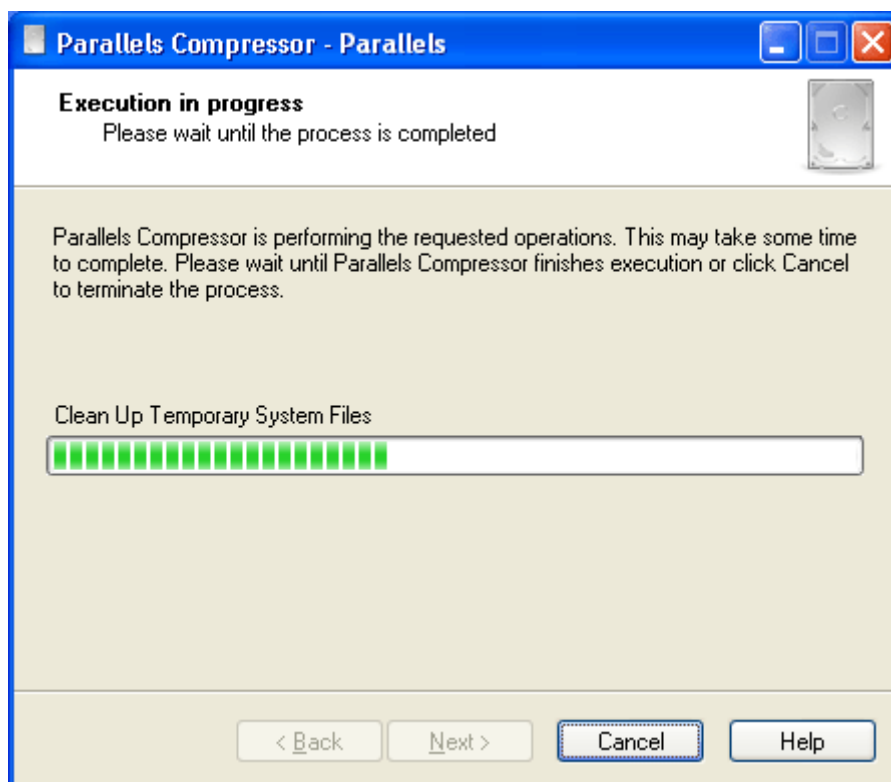 Parallels Compressor - Parallels
Execution in progress
Please wait until the process is completed
Parallels Compressor is performing the requested operations. This may take some time
to complete. Please wait until Parallels Compressor finishes execution or click Cancel
to terminate the process.
Clean Up Temporary System Files
< Back Next > Cancel Help